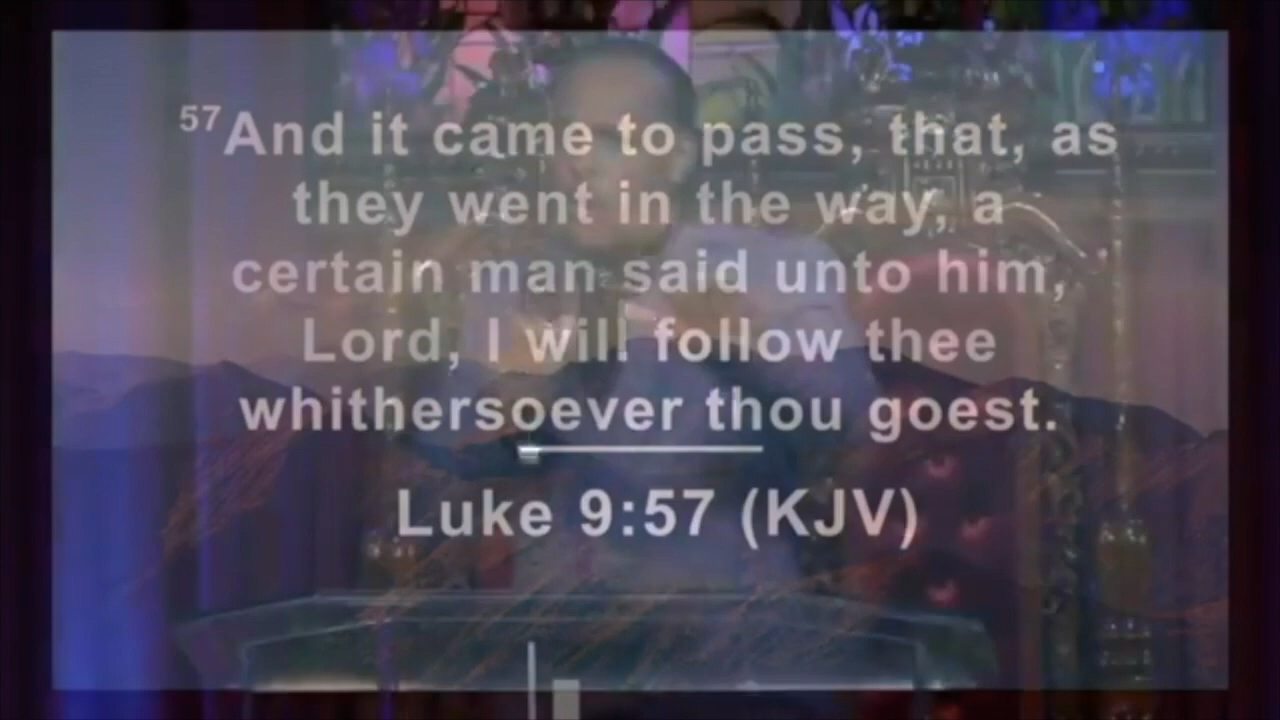 57And it came to pass, that, as
they went in the way, a
certain man said unto him,
Lord, I will follow thee
whithersoever thou goest.
Luke 9:57 (KJV)